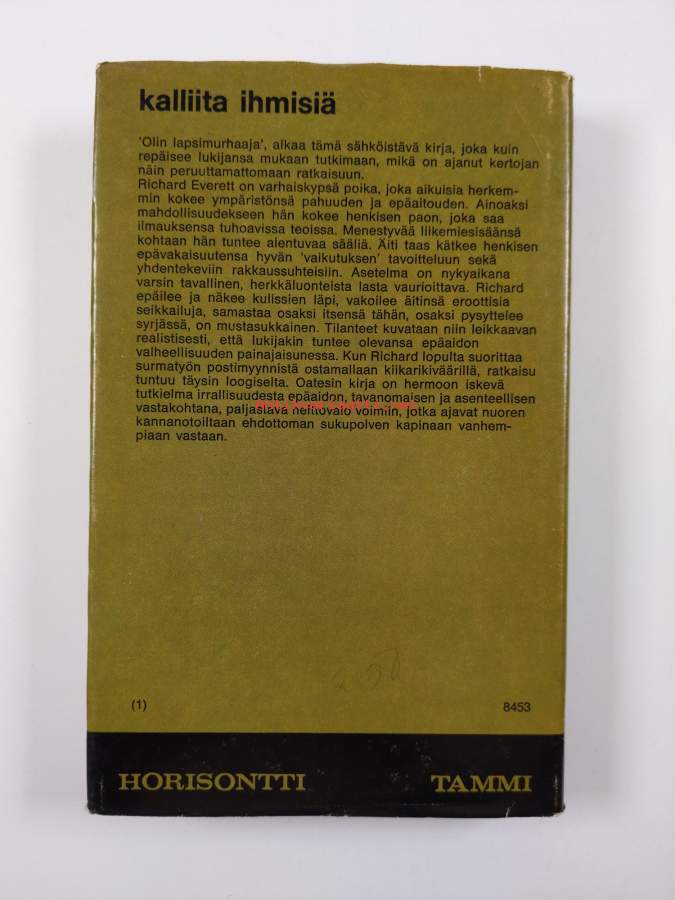 kalliita ihmisiä
'Olin lapsimurhaaja', alkaa tämä sähköistävä kirja, joka kuin
repäisee lukijansa mukaan tutkimaan, mikä on ajanut kertojan
näin peruuttamattomaan ratkaisuun.
Richard Everett on varhaiskypsä poika, joka aikuisia herkem-
min kokee ympäristönsä pahuuden ja epäaitouden. Ainoaksi
mahdollisuudekseen hän kokee henkisen paon, joka saa
ilmauksensa tuhoavissa teoissa. Menestyvää liikemiesisäänsä
kohtaan hän tuntee alentuvaa sääliä. Äiti taas kätkee henkisen
epävakaisuutensa hyvän 'vaikutuksen' tavoitteluun sekä
yhdentekeviin rakkaussuhteisiin. Asetelma on nykyaikana
varsin tavallinen, herkkäluonteista lasta vaurioittava. Richard
epäilee ja näkee kulissien läpi, vakoilee äitinsä eroottisia
seikkailuja, samastaa osaksi itsensä tähän, osaksi pysyttelee
syrjässä, on mustasukkainen. Tilanteet kuvataan niin leikkaavan
realistisesti, että lukijakin tuntee olevansa epäaidon
valheellisuuden painajaisunessa. Kun Richard lopulta suorittaa
surmatyön postimyynnistä ostamallaan kiikarikiväärillä, ratkaisu
tuntuu täysin loogiselta. Oatesin kirja on hermoon iskevä
tutkielma irrallisuudesta epäaidon, tavanomaisen ja asenteellisen
vastakohtana, paljastava heittovalo voimiin, jotka ajavat nuoren
kannanotoiltaan ehdottoman sukupolven kapinaan vanhem-
piaan vastaan.
(1) 8453
HORISONTTI TAMMI